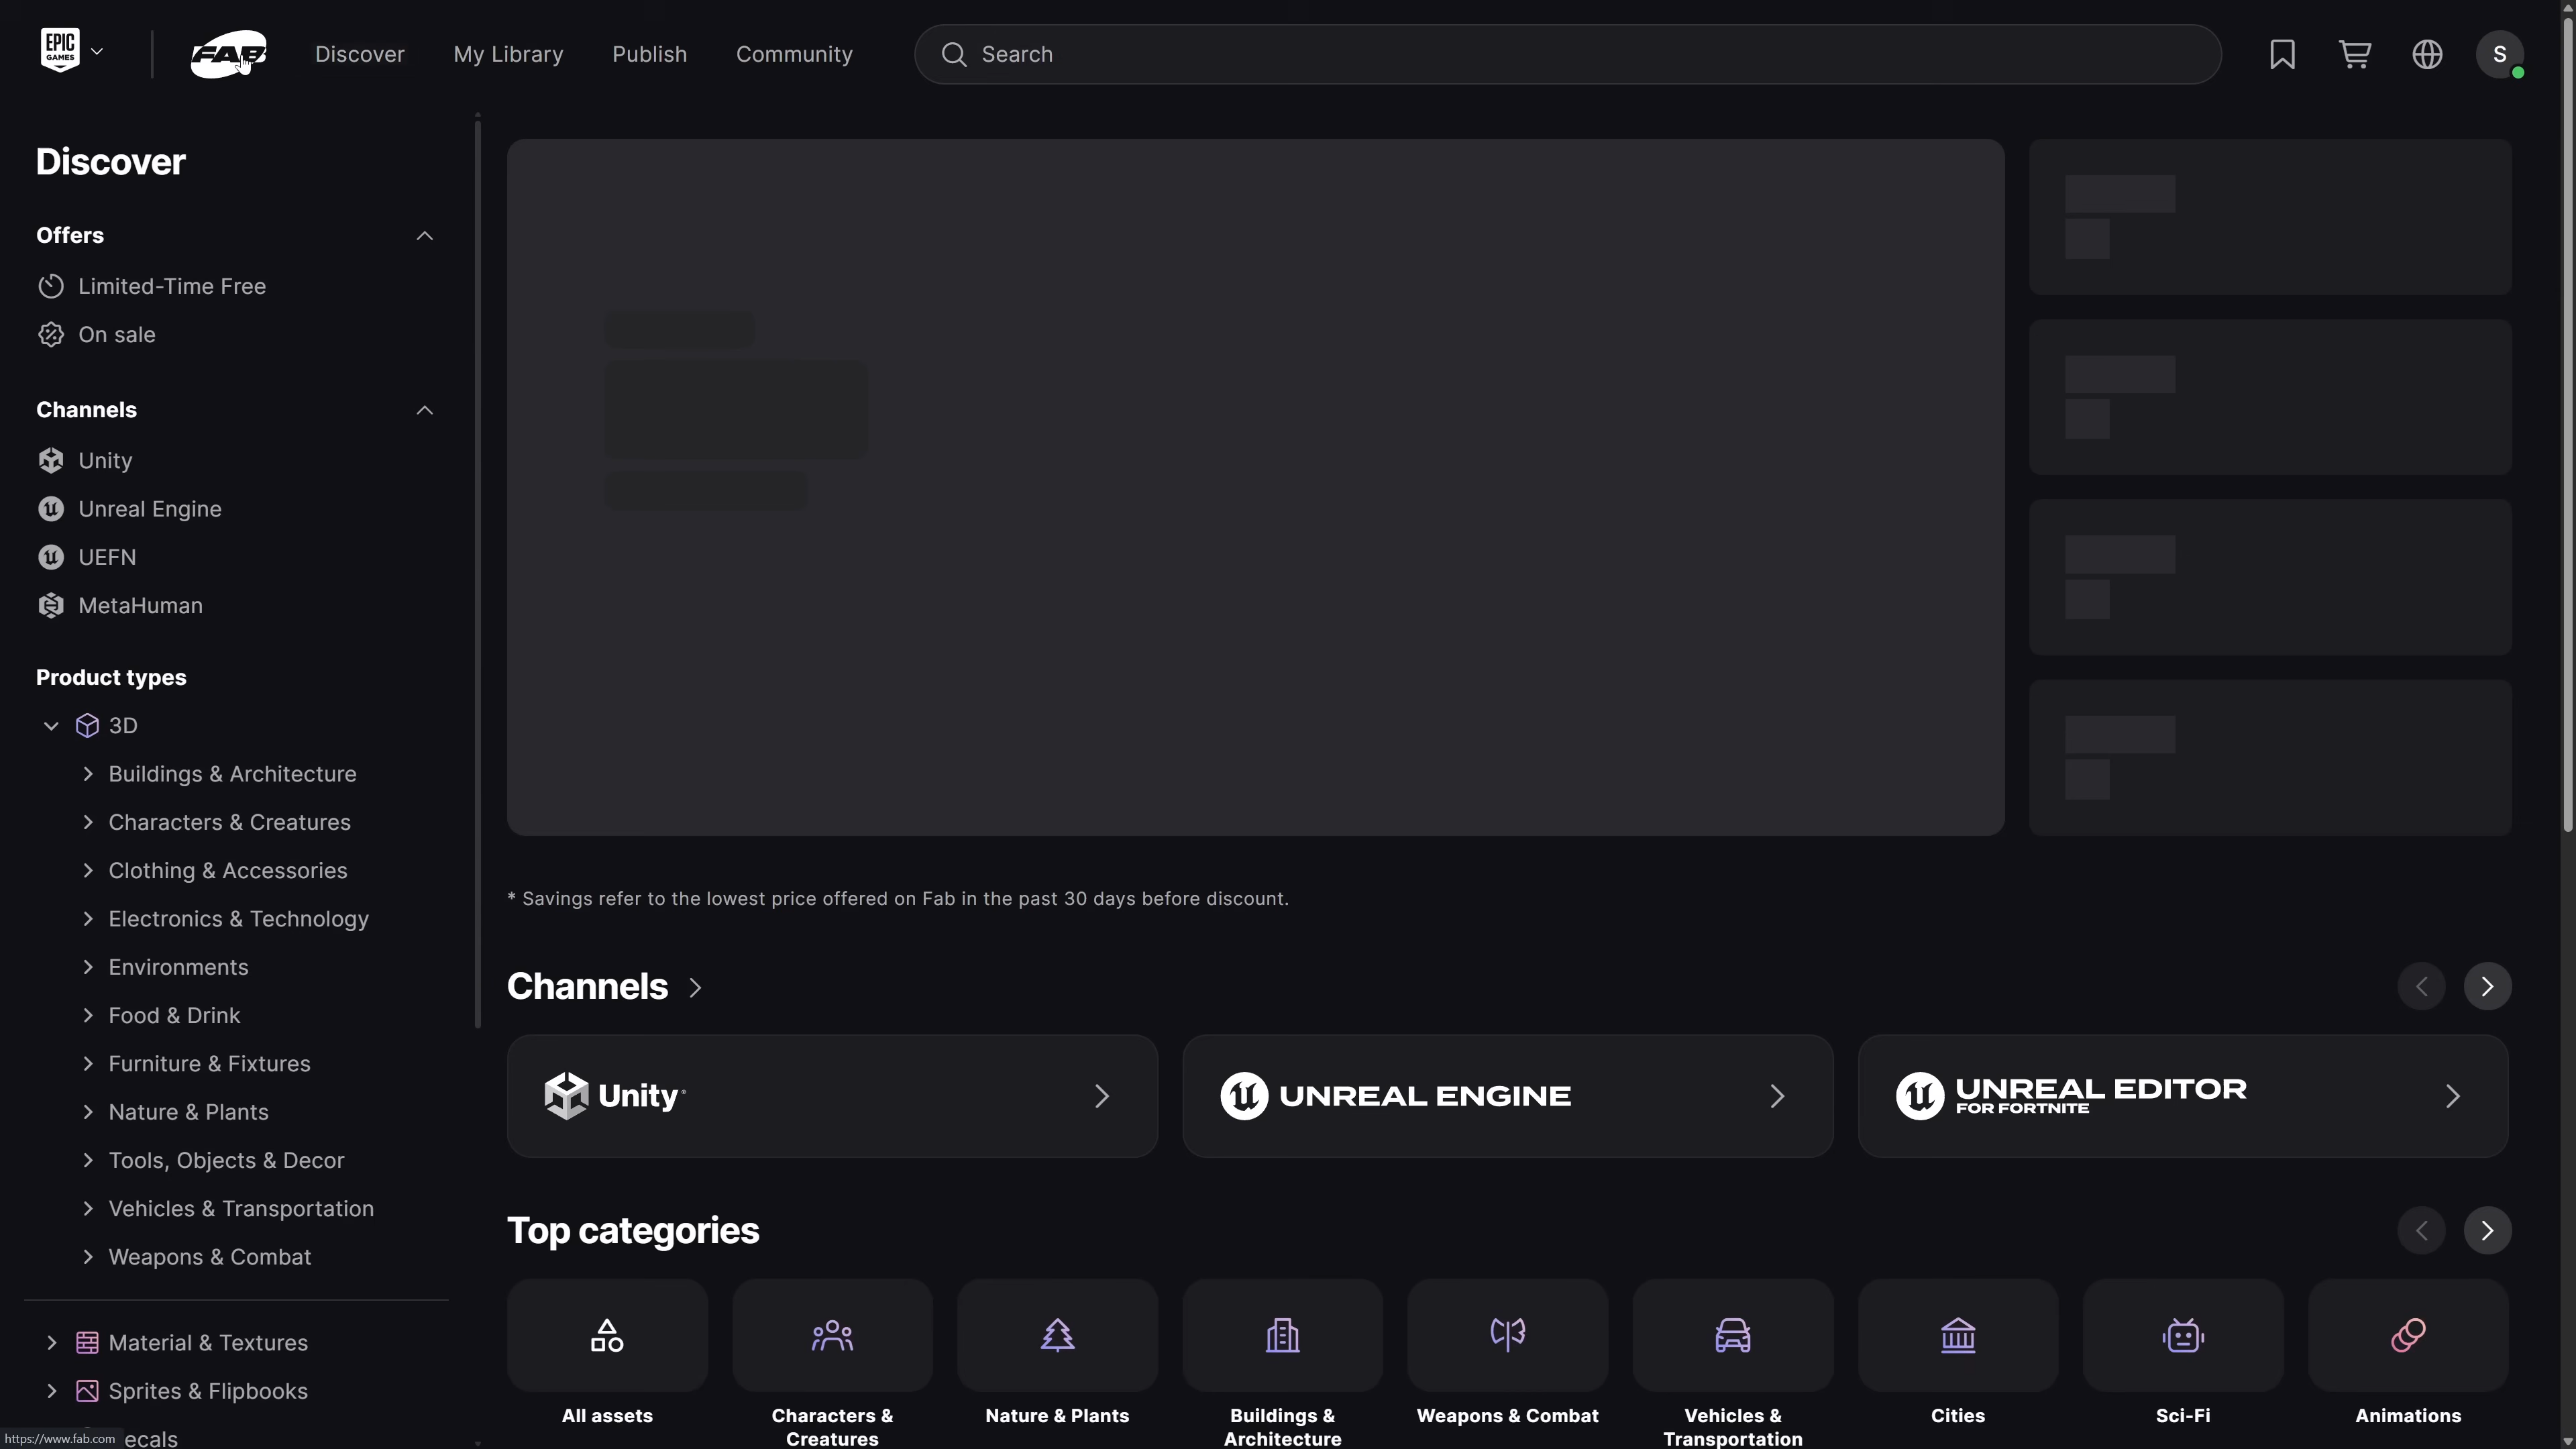 EPIC
GAMES
FAB
Discover
My Library
Publish
Community
Search
S
Discover
Offers
Limited-Time Free
On sale
Channels
Unity
Unreal Engine
UEFN
MetaHuman
Product types
3D
Buildings & Architecture
Characters & Creatures
Clothing & Accessories
Electronics & Technology
Environments
Food & Drink
Furniture & Fixtures
Nature & Plants
Tools, Objects & Decor
Vehicles & Transportation
Weapons & Combat
Material & Textures
Sprites & Flipbooks
ecals
https://www.fab.com
* Savings refer to the lowest price offered on Fab in the past 30 days before discount.
Channels
Unity
UNREAL ENGINE
UNREAL EDITOR
FOR FORTNITE
Top categories
All assets
Characters &
Creatures
Nature & Plants
Buildings &
Architecture
Weapons & Combat
Vehicles &
Transportation
Cities
Sci-Fi
Animations